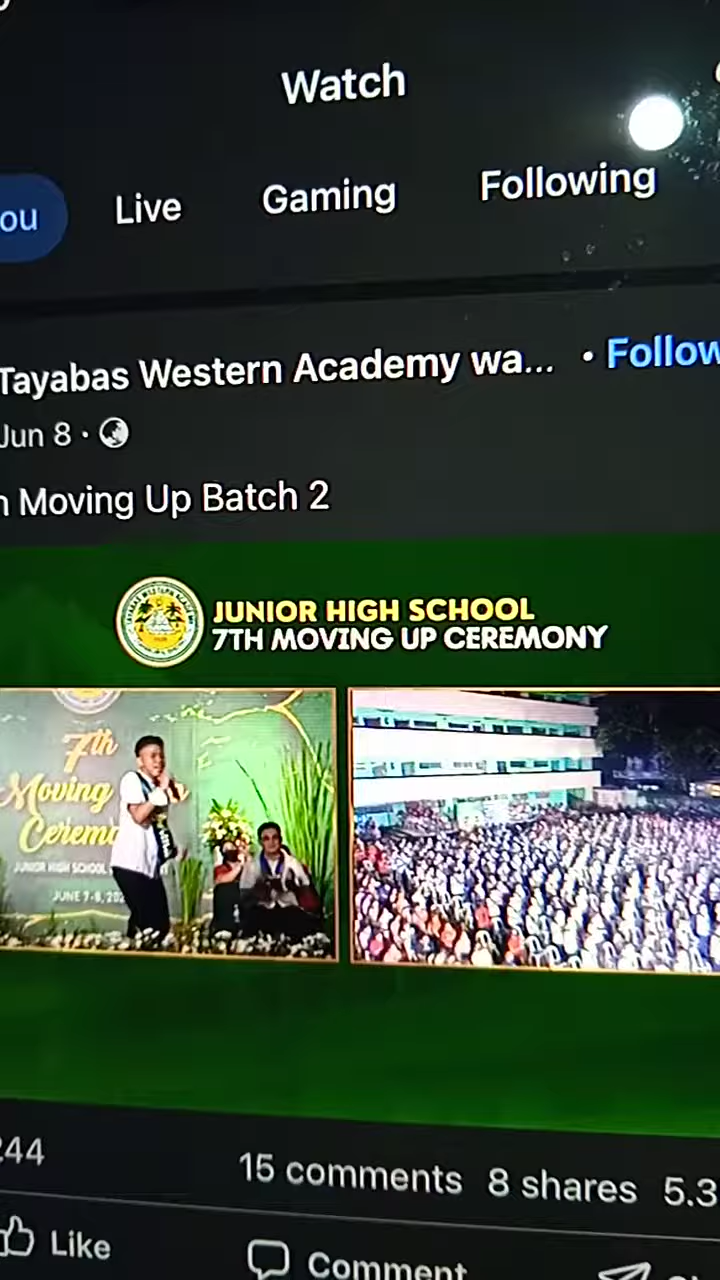 Watch
ou
Live
Gaming
Following
Tayabas Western Academy wa... • Follow
Jun 8 ·
n Moving Up Batch 2
JUNIOR HIGH SCHOOL
7TH MOVING UP CEREMONY
7th
Moving
Cerem
JUNIOR HIGH SCHOOL
JUNE 7-8, 202
244
15 comments
8 shares
5.3
Like
Comment